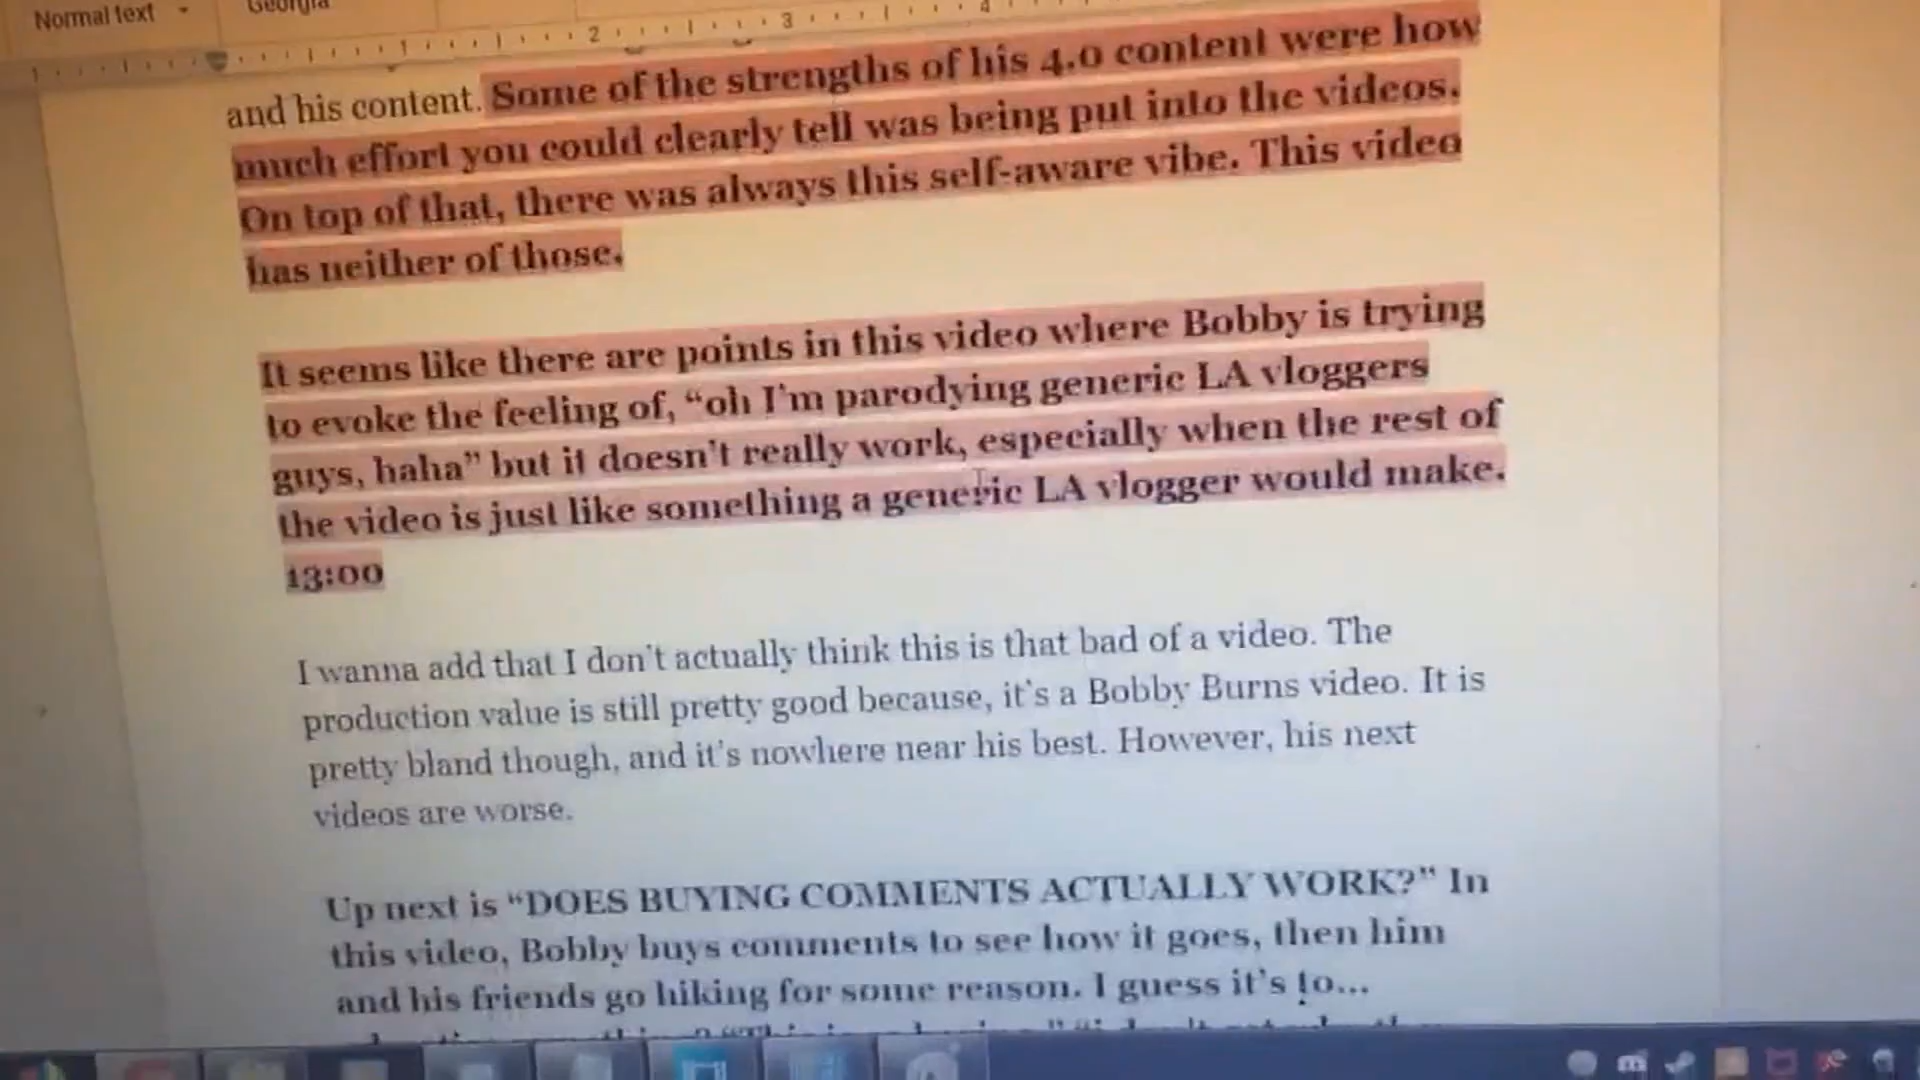 Normal text
Georgia
1 2 3 4
and his content. Some of the strengths of his 4.0 content were how
much effort you could clearly tell was being put into the videos.
On top of that, there was always this self-aware vibe. This video
has neither of those.
It seems like there are points in this video where Bobby is trying
to evoke the feeling of, “oh I’m parodying generic LA vloggers
guys, haha” but it doesn’t really work, especially when the rest of
the video is just like something a generic LA vlogger would make.
13:00
I wanna add that I don’t actually think this is that bad of a video. The
production value is still pretty good because, it’s a Bobby Burns video. It is
pretty bland though, and it’s nowhere near his best. However, his next
videos are worse.
Up next is “DOES BUYING COMMENTS ACTUALLY WORK?” In
this video, Bobby buys comments to see how it goes, then him
and his friends go hiking for some reason. I guess it’s to...